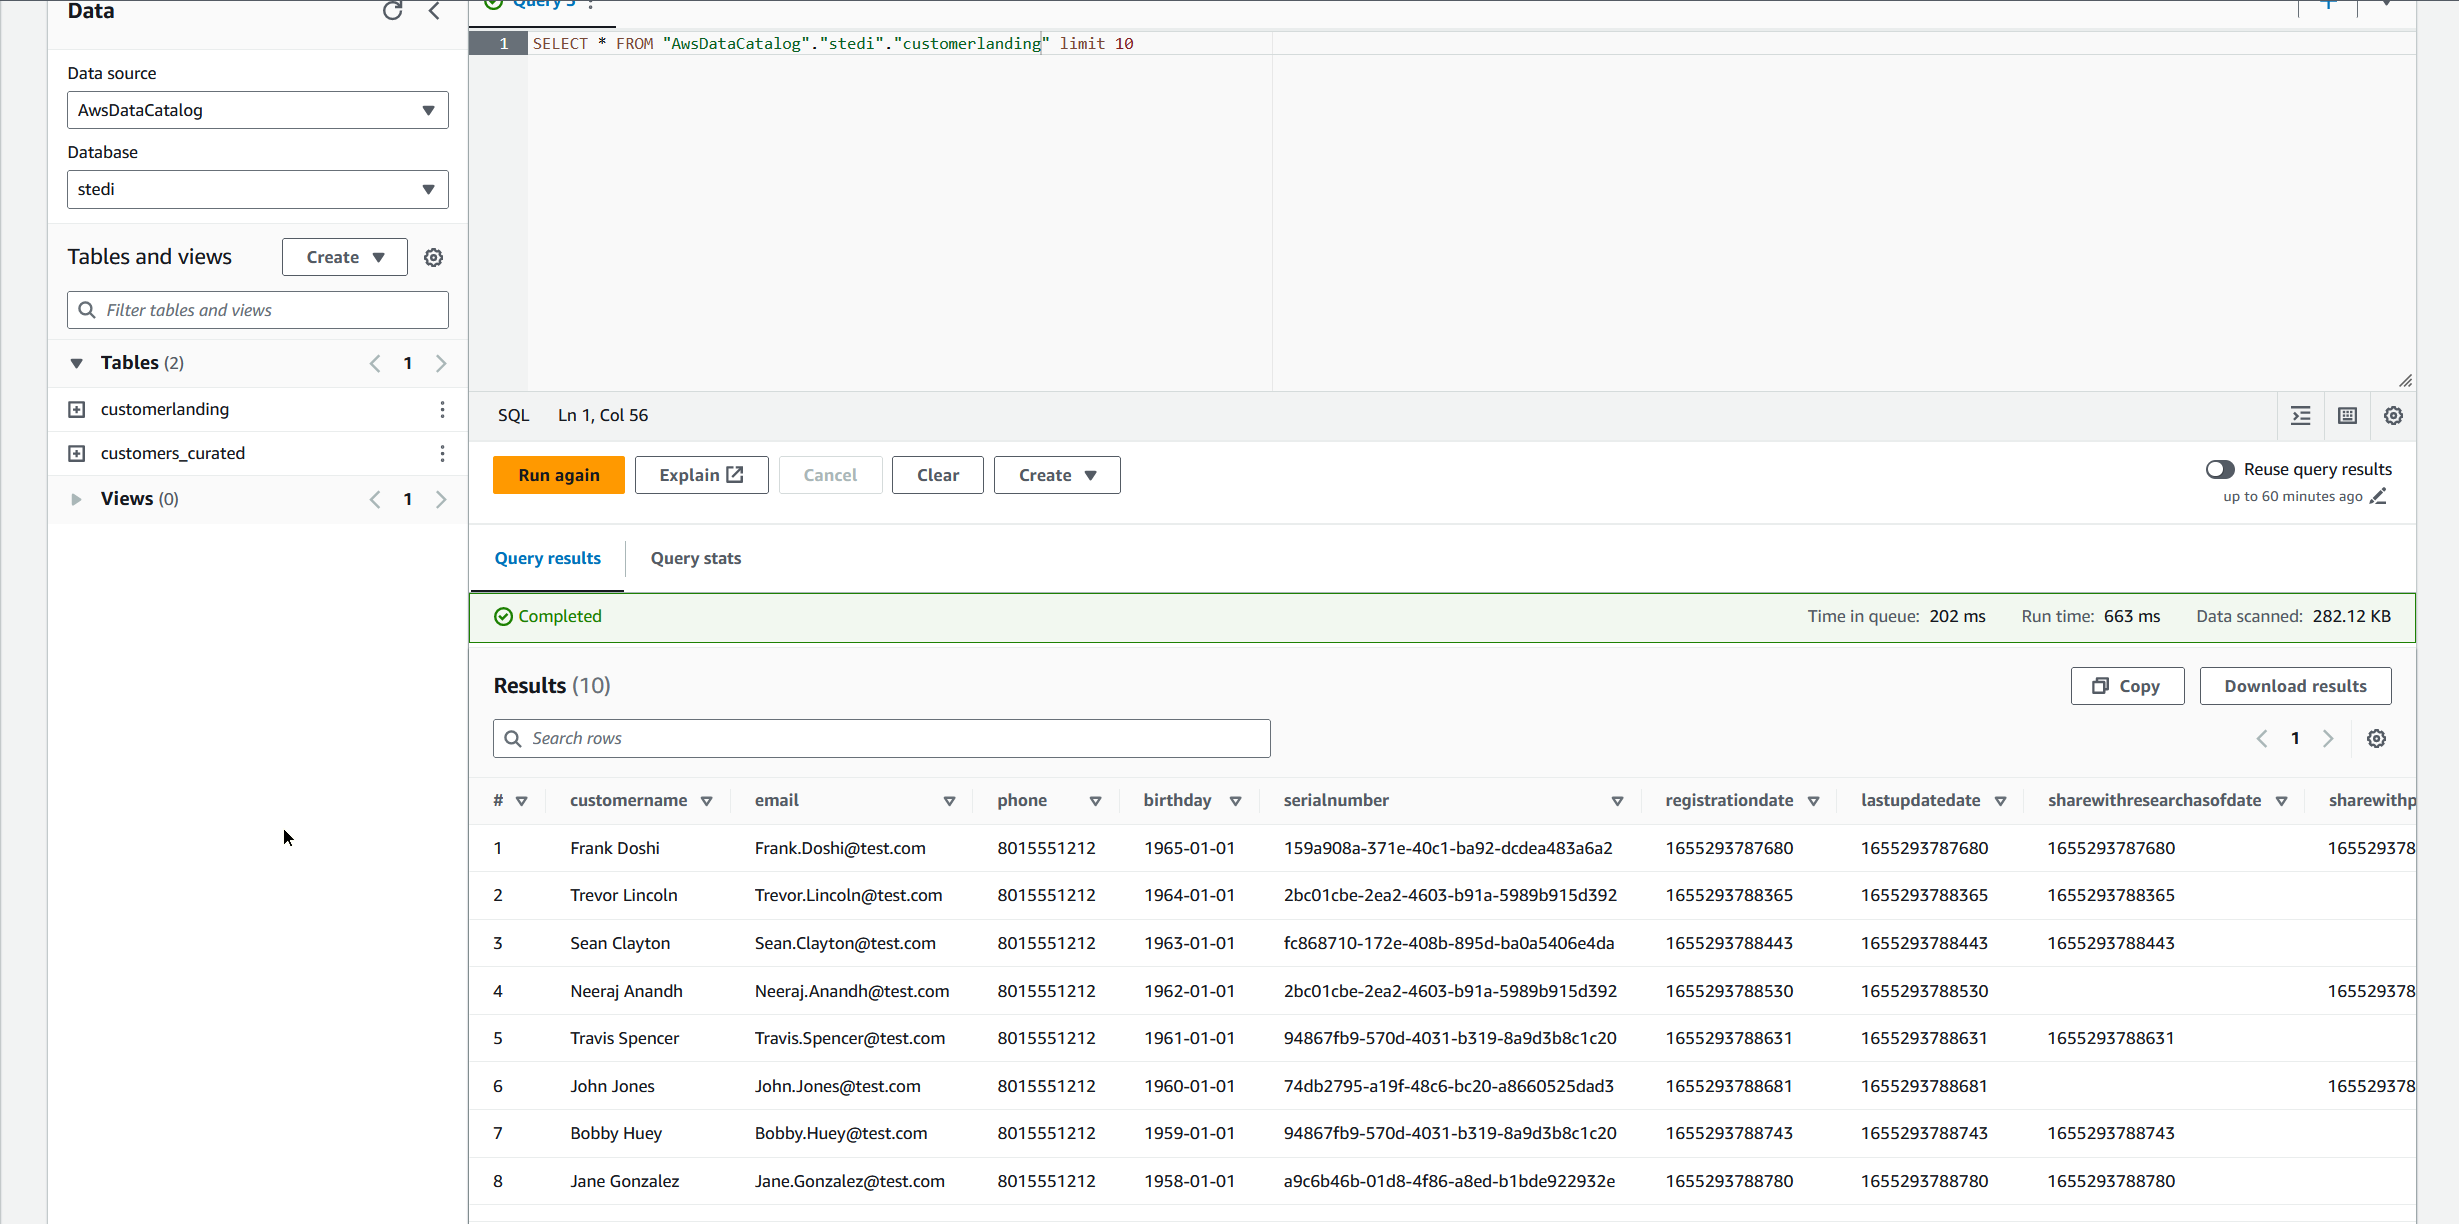 Data
Query 5
Data source
AwsDataCatalog
Database
stedi
Tables and views
Create
Filter tables and views
Tables (2)
1
customerlanding
customers_curated
Views (0)
1
1 SELECT * FROM "AwsDataCatalog"."stedi"."customerlanding" limit 10
SQL Ln 1, Col 56
Run again Explain Cancel Clear Create
Reuse query results
up to 60 minutes ago
Query results Query stats
Completed Time in queue: 202 ms Run time: 663 ms Data scanned: 282.12 KB
Results (10) Copy Download results
Search rows 1
# customername email phone birthday serialnumber registrationdate lastupdatedate sharewithresearchasofdate sharewithp
1 Frank Doshi Frank.Doshi@test.com 8015551212 1965-01-01 159a908a-371e-40c1-ba92-dcdea483a6a2 1655293787680 1655293787680 1655293787680 165529378
2 Trevor Lincoln Trevor.Lincoln@test.com 8015551212 1964-01-01 2bc01cbe-2ea2-4603-b91a-5989b915d392 1655293788365 1655293788365 1655293788365
3 Sean Clayton Sean.Clayton@test.com 8015551212 1963-01-01 fc868710-172e-408b-895d-ba0a5406e4da 1655293788443 1655293788443 1655293788443
4 Neeraj Anandh Neeraj.Anandh@test.com 8015551212 1962-01-01 2bc01cbe-2ea2-4603-b91a-5989b915d392 1655293788530 1655293788530 165529378
5 Travis Spencer Travis.Spencer@test.com 8015551212 1961-01-01 94867fb9-570d-4031-b319-8a9d3b8c1c20 1655293788631 1655293788631 1655293788631
6 John Jones John.Jones@test.com 8015551212 1960-01-01 74db2795-a19f-48c6-bc20-a8660525dad3 1655293788681 1655293788681 165529378
7 Bobby Huey Bobby.Huey@test.com 8015551212 1959-01-01 94867fb9-570d-4031-b319-8a9d3b8c1c20 1655293788743 1655293788743 1655293788743
8 Jane Gonzalez Jane.Gonzalez@test.com 8015551212 1958-01-01 a9c6b46b-01d8-4f86-a8ed-b1bde922932e 1655293788780 1655293788780 1655293788780